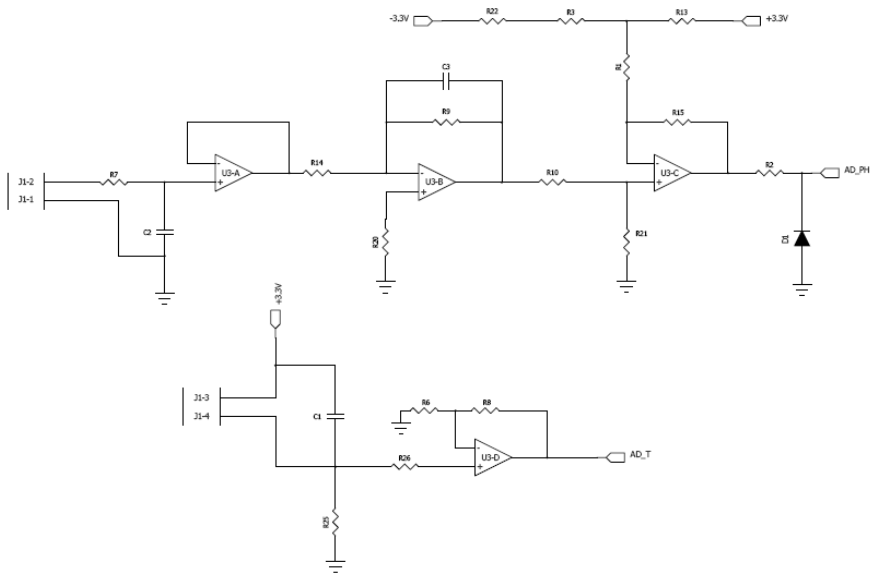 -3.3V R22 R3 R13 +3.3V
R1
C3
R9 R15
R7 R14 R2
J1-2 U3-A U3-B R10 U3-C AD_PH
J1-1
C2 R20 R21 D1
+3.3V
J1-3
J1-4 C1 R6 R8
R26 U3-D AD_T
R25